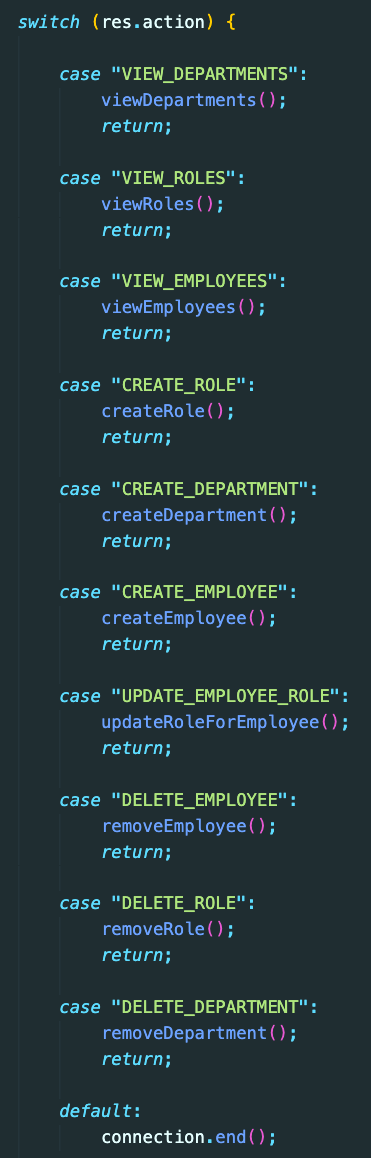 switch (res.action) {
case "VIEW_DEPARTMENTS":
viewDepartments();
return;
case "VIEW_ROLES":
viewRoles();
return;
case "VIEW_EMPLOYEES":
viewEmployees();
return;
case "CREATE_ROLE":
createRole();
return;
case "CREATE_DEPARTMENT":
createDepartment();
return;
case "CREATE_EMPLOYEE":
createEmployee();
return;
case "UPDATE_EMPLOYEE_ROLE":
updateRoleForEmployee();
return;
case "DELETE_EMPLOYEE":
removeEmployee();
return;
case "DELETE_ROLE":
removeRole();
return;
case "DELETE_DEPARTMENT":
removeDepartment();
return;
default:
connection.end();